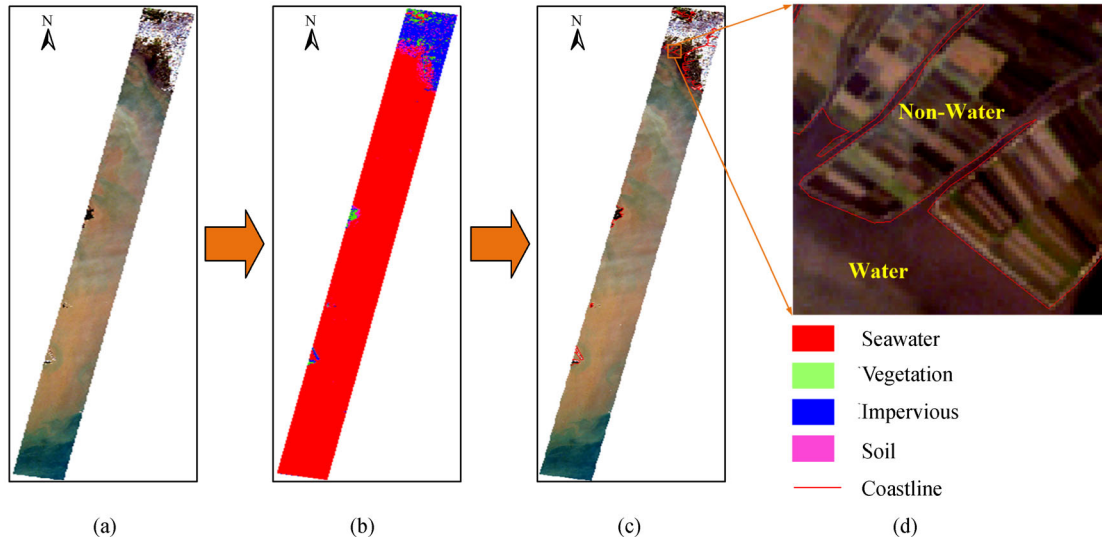 N
N
N
Non-Water
Water
Seawater
Vegetation
Impervious
Soil
Coastline
(a)
(b)
(c)
(d)